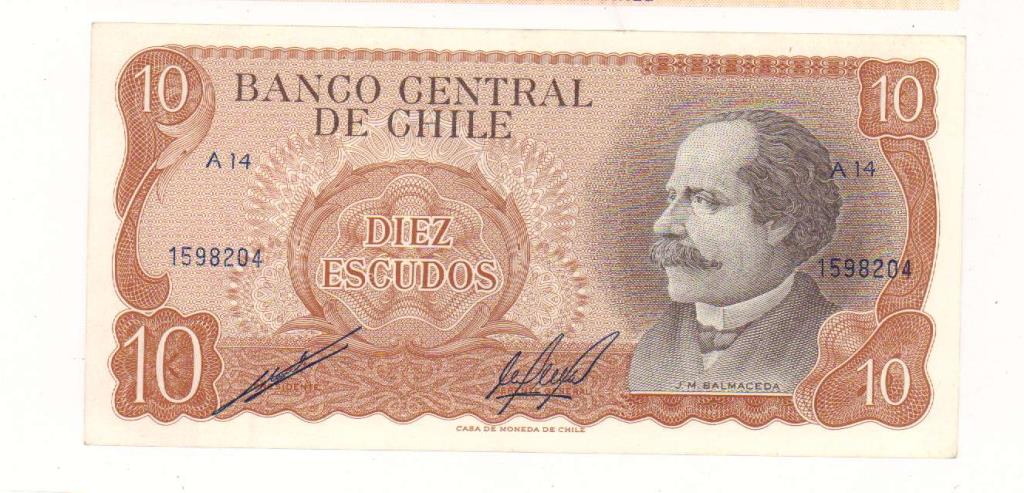 10
10
BANCO CENTRAL
DE CHILE
A 14
A 14
DIEZ
ESCUDOS
1598204
1598204
10
10
J. M. BALMACEDA
CASA DE MONEDA DE CHILE